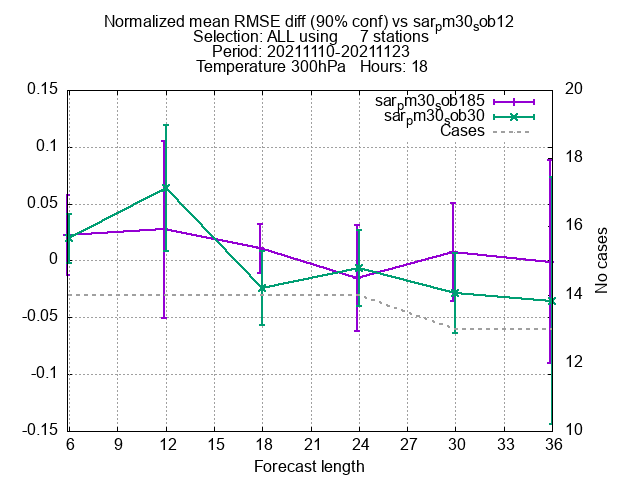 Normalized mean RMSE diff (90% conf) vs sarpm30sob12
Selection: ALL using 7 stations
Period: 20211110-20211123
Temperature 300hPa Hours: 18
sarpm30sob185
sarpm30sob30
Cases
0.15
0.1
0.05
0
-0.05
-0.1
-0.15
20
18
16
14
12
10
No cases
6 9 12 15 18 21 24 27 30 33 36
Forecast length